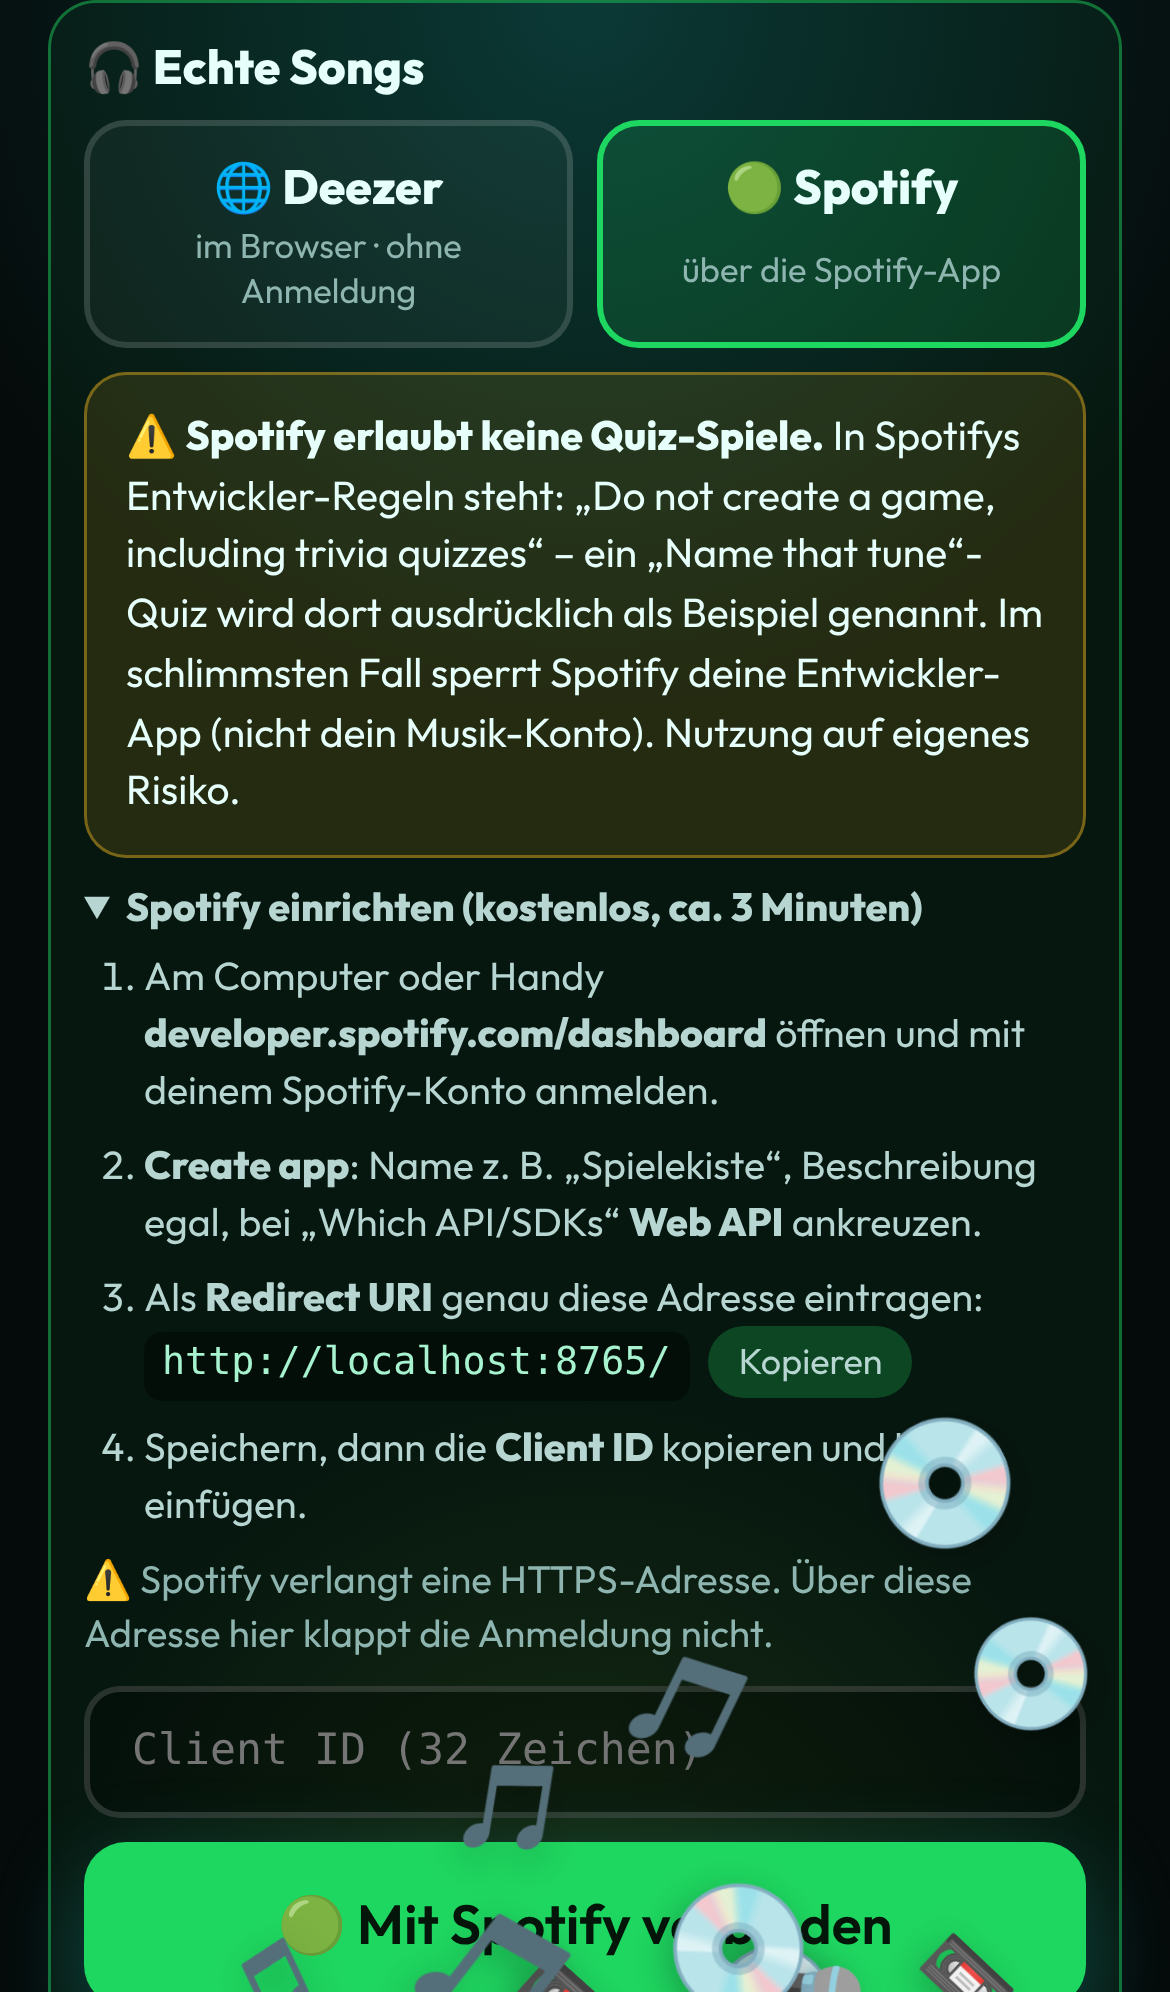 🎧 Echte Songs
🌐 Deezer
im Browser · ohne
Anmeldung
🟢 Spotify
über die Spotify-App
⚠️ Spotify erlaubt keine Quiz-Spiele. In Spotifys
Entwickler-Regeln steht: „Do not create a game,
including trivia quizzes“ – ein „Name that tune“-
Quiz wird dort ausdrücklich als Beispiel genannt. Im
schlimmsten Fall sperrt Spotify deine Entwickler-
App (nicht dein Musik-Konto). Nutzung auf eigenes
Risiko.
▼ Spotify einrichten (kostenlos, ca. 3 Minuten)
1. Am Computer oder Handy
developer.spotify.com/dashboard öffnen und mit
deinem Spotify-Konto anmelden.
2. Create app: Name z. B. „Spielekiste“, Beschreibung
egal, bei „Which API/SDKs“ Web API ankreuzen.
3. Als Redirect URI genau diese Adresse eintragen:
http://localhost:8765/ Kopieren
4. Speichern, dann die Client ID kopieren und
einfügen.
⚠️ Spotify verlangt eine HTTPS-Adresse. Über diese
Adresse hier klappt die Anmeldung nicht.
Client ID (32 Zeichen)
🟢 Mit Spotify